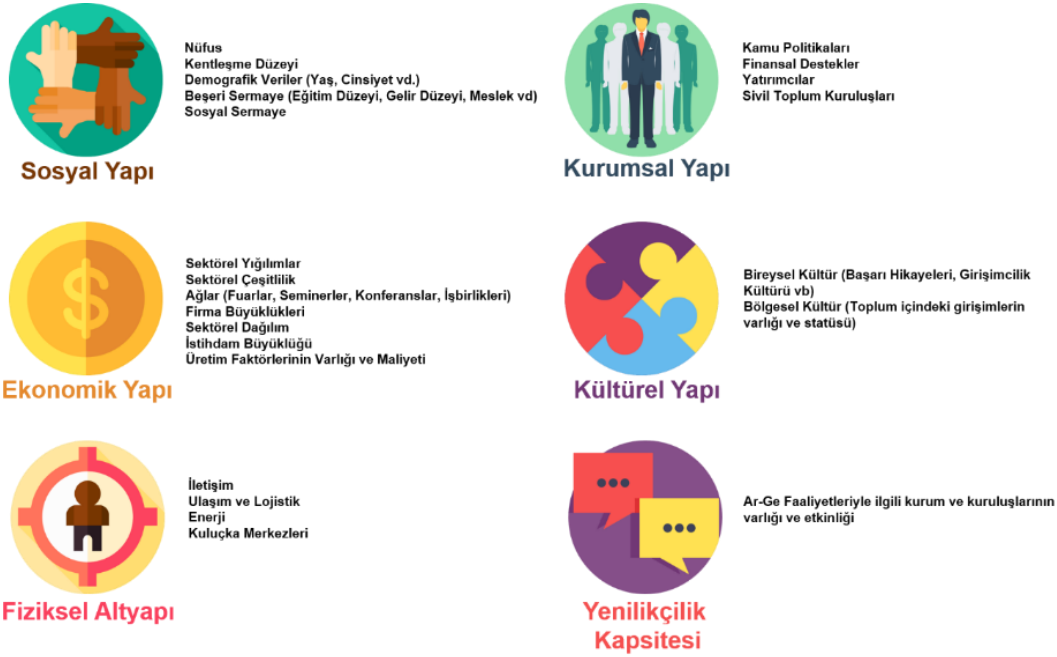 Nüfus
Kentleşme Düzeyi
Demografik Veriler (Yaş, Cinsiyet vd.)
Beşeri Sermaye (Eğitim Düzeyi, Gelir Düzeyi, Meslek vd)
Sosyal Sermaye
Sosyal Yapı
Kamu Politikaları
Finansal Destekler
Yatırımcılar
Sivil Toplum Kuruluşları
Kurumsal Yapı
Sektörel Yığılımlar
Sektörel Çeşitlilik
Ağlar (Fuarlar, Seminerler, Konferanslar, İşbirlikleri)
Firma Büyüklükleri
Sektörel Dağılım
İstihdam Büyüklüğü
Üretim Faktörlerinin Varlığı ve Maliyeti
$
Ekonomik Yapı
Bireysel Kültür (Başarı Hikayeleri, Girişimcilik
Kültürü vb)
Bölgesel Kültür (Toplum içindeki girişimlerin
varlığı ve statüsü)
Kültürel Yapı
İletişim
Ulaşım ve Lojistik
Enerji
Kuluçka Merkezleri
Fiziksel Altyapı
Ar-Ge Faaliyetleriyle ilgili kurum ve kuruluşlarının
varlığı ve etkinliği
Yenilikçilik
Kapsitesi